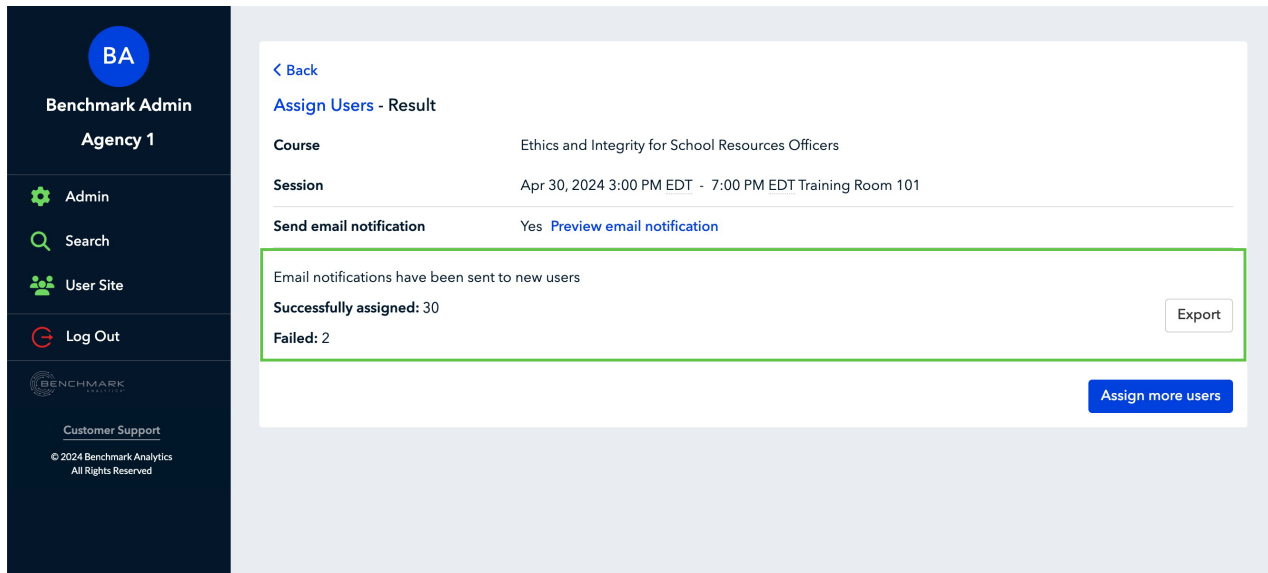 BA
Benchmark Admin
Agency 1
Admin
Search
User Site
Log Out
BENCHMARK
ANALYTICS
Customer Support
© 2024 Benchmark Analytics
All Rights Reserved
Back
Assign Users - Result
Course Ethics and Integrity for School Resources Officers
Session Apr 30, 2024 3:00 PM EDT - 7:00 PM EDT Training Room 101
Send email notification Yes Preview email notification
Email notifications have been sent to new users
Successfully assigned: 30
Export
Failed: 2
Assign more users